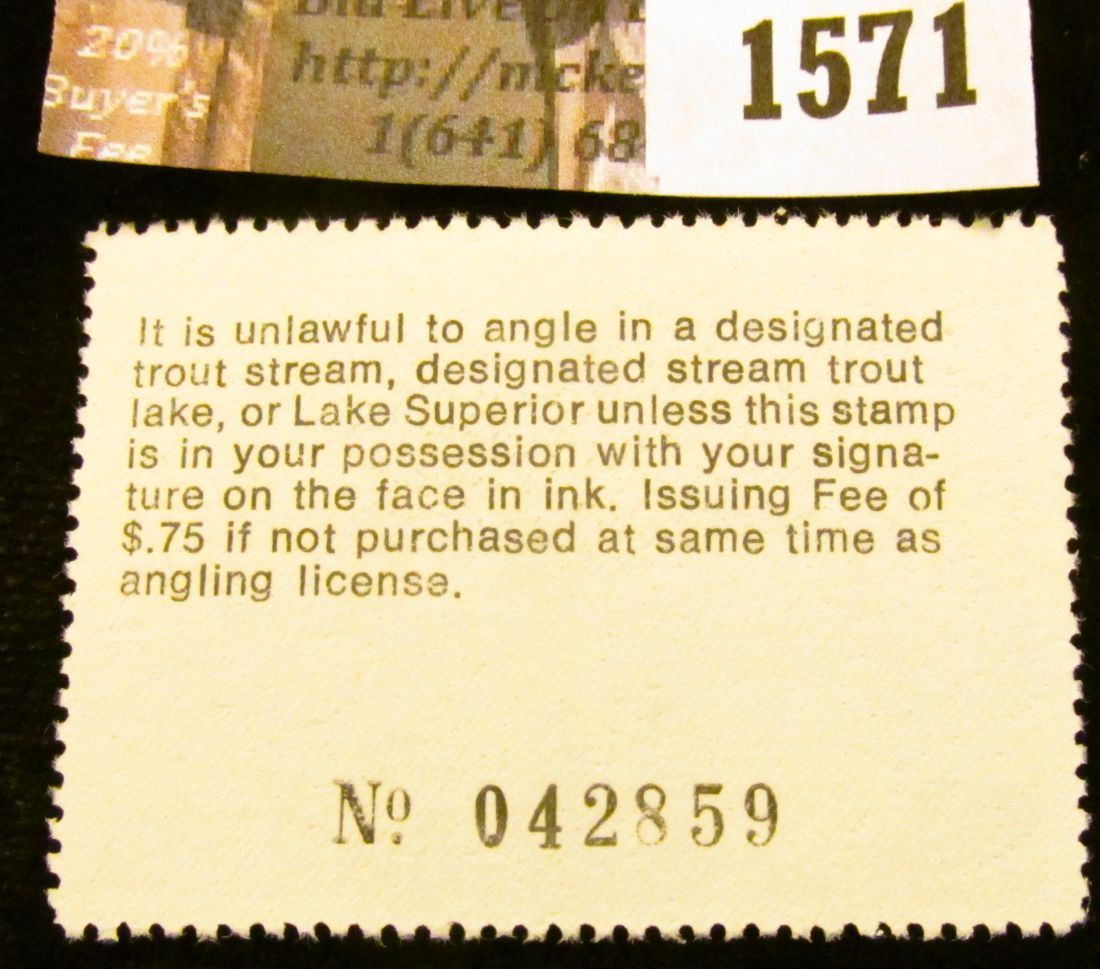 20%
Buyer's
Fee
http://mcke
1(641) 68
1571
It is unlawful to angle in a designated
trout stream, designated stream trout
lake, or Lake Superior unless this stamp
is in your possession with your signa-
ture on the face in ink. Issuing Fee of
$.75 if not purchased at same time as
angling license.
Nº 042859